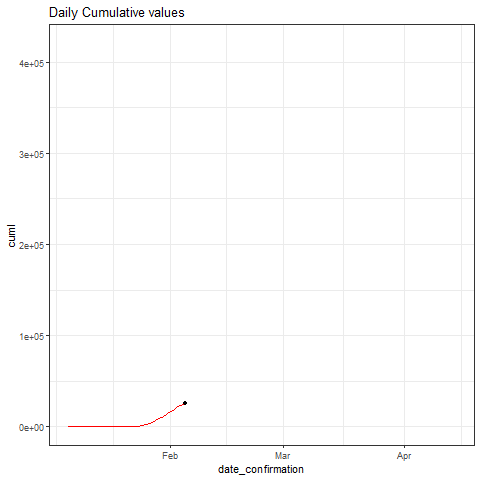 Daily Cumulative values
4e+05
3e+05
2e+05
1e+05
0e+00
cuml
Feb
Mar
Apr
date_confirmation